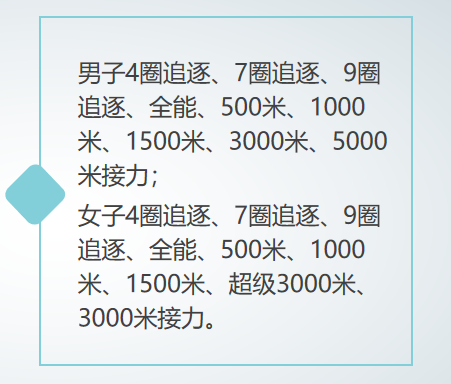 男子4圈追逐、7圈追逐、9圈
追逐、全能、500米、1000
米、1500米、3000米、5000
米接力；
女子4圈追逐、7圈追逐、9圈
追逐、全能、500米、1000
米、1500米、超级3000米、
3000米接力。